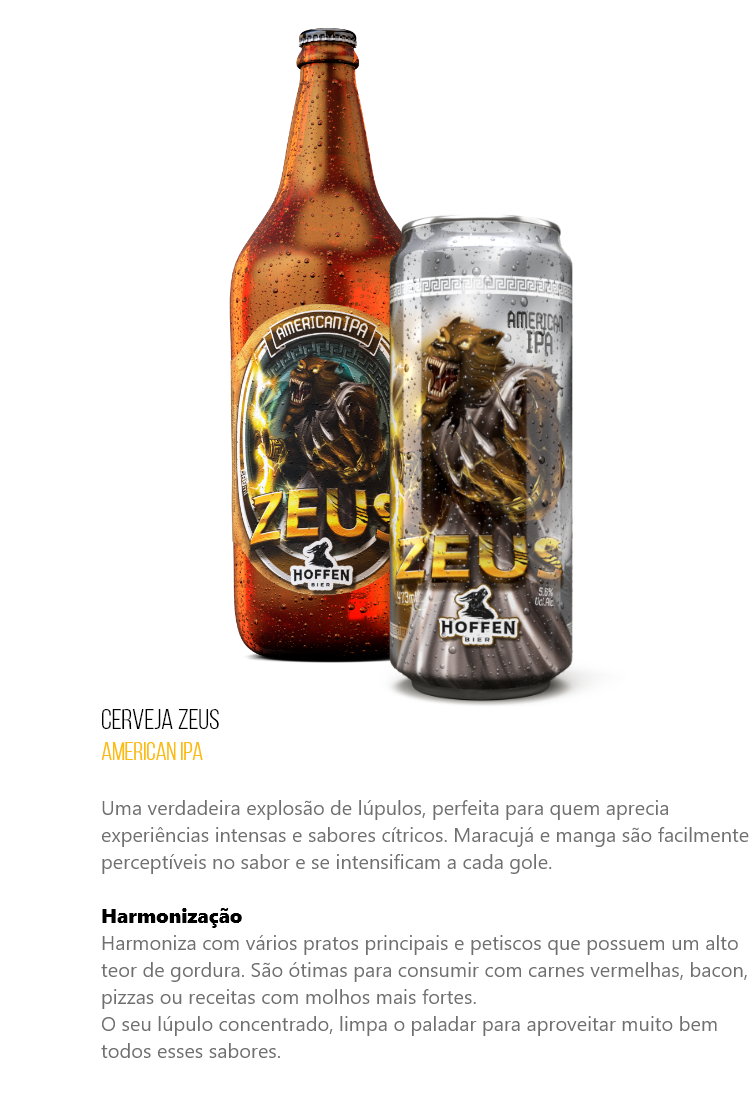 AMERICAN IPA
ZEUS
HOFFEN
BIER
AMERICAN
IPA
ZEUS
473ml
5,6%
Vol.Alc.
HOFFEN
BIER
CERVEJA ZEUS
AMERICAN IPA
Uma verdadeira explosão de lúpulos, perfeita para quem aprecia
experiências intensas e sabores cítricos. Maracujá e manga são facilmente
perceptíveis no sabor e se intensificam a cada gole.
Harmonização
Harmoniza com vários pratos principais e petiscos que possuem um alto
teor de gordura. São ótimas para consumir com carnes vermelhas, bacon,
pizzas ou receitas com molhos mais fortes.
O seu lúpulo concentrado, limpa o paladar para aproveitar muito bem
todos esses sabores.